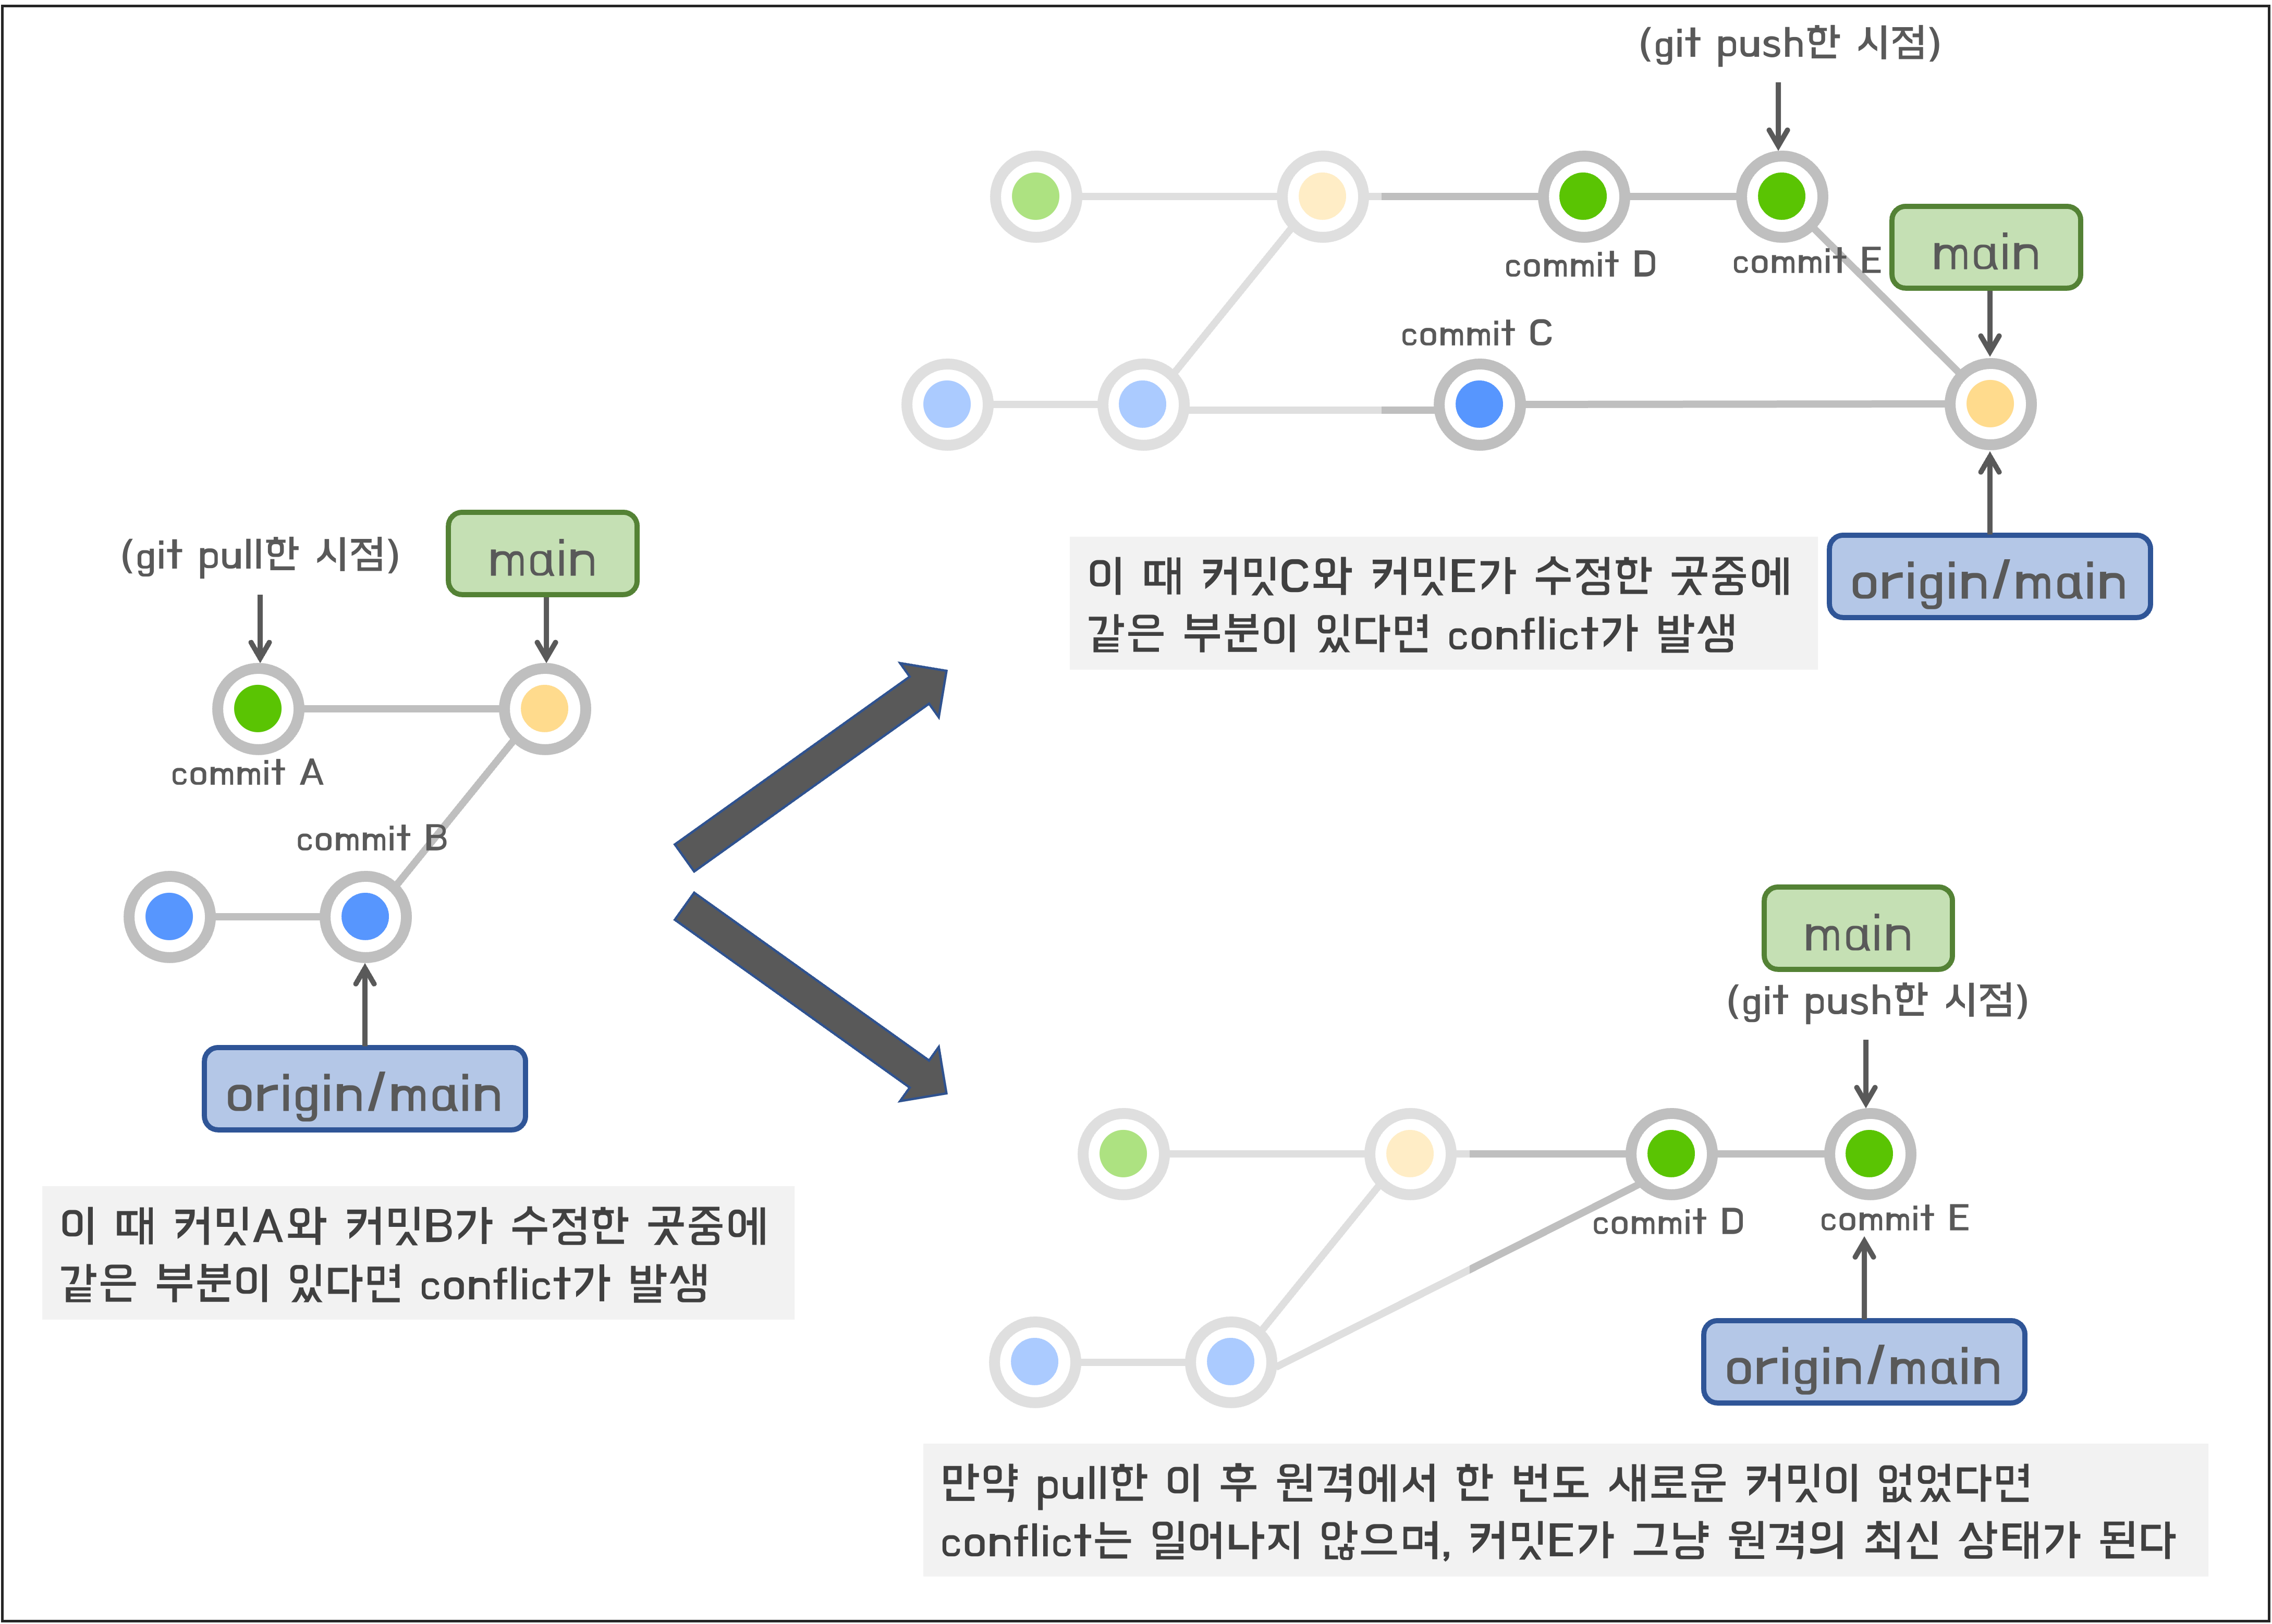 (git push한 시점)
commit D
commit E
main
commit C
이 때 커밋C와 커밋E가 수정한 곳중에
같은 부분이 있다면 conflict가 발생
origin/main
(git pull한 시점)
main
commit A
commit B
origin/main
이 때 커밋A와 커밋B가 수정한 곳중에
같은 부분이 있다면 conflict가 발생
main
(git push한 시점)
commit D
commit E
origin/main
만약 pull한 이 후 원격에서 한 번도 새로운 커밋이 없었다면
conflict는 일어나지 않으며, 커밋E가 그냥 원격의 최신 상태가 된다